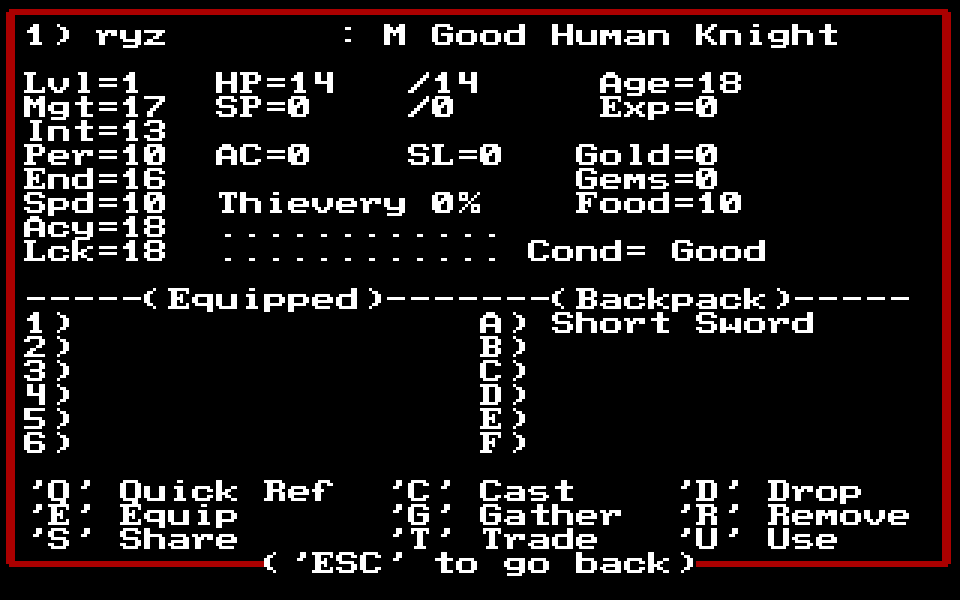 1) ryz : M Good Human Knight
Lvl=1 HP=14 /14 Age=18
Mgt=17 SP=0 /0 Exp=0
Int=13
Per=10 AC=0 SL=0 Gold=0
End=16 Gems=0
Spd=10 Thievery 0% Food=10
Acy=18 ............
Lck=18 ............ Cond= Good
-----(Equipped)-------(Backpack)-----
1) A) Short Sword
2) B)
3) C)
4) D)
5) E)
6) F)
'Q' Quick Ref 'C' Cast 'D' Drop
'E' Equip 'G' Gather 'R' Remove
'S' Share 'T' Trade 'U' Use
('ESC' to go back)